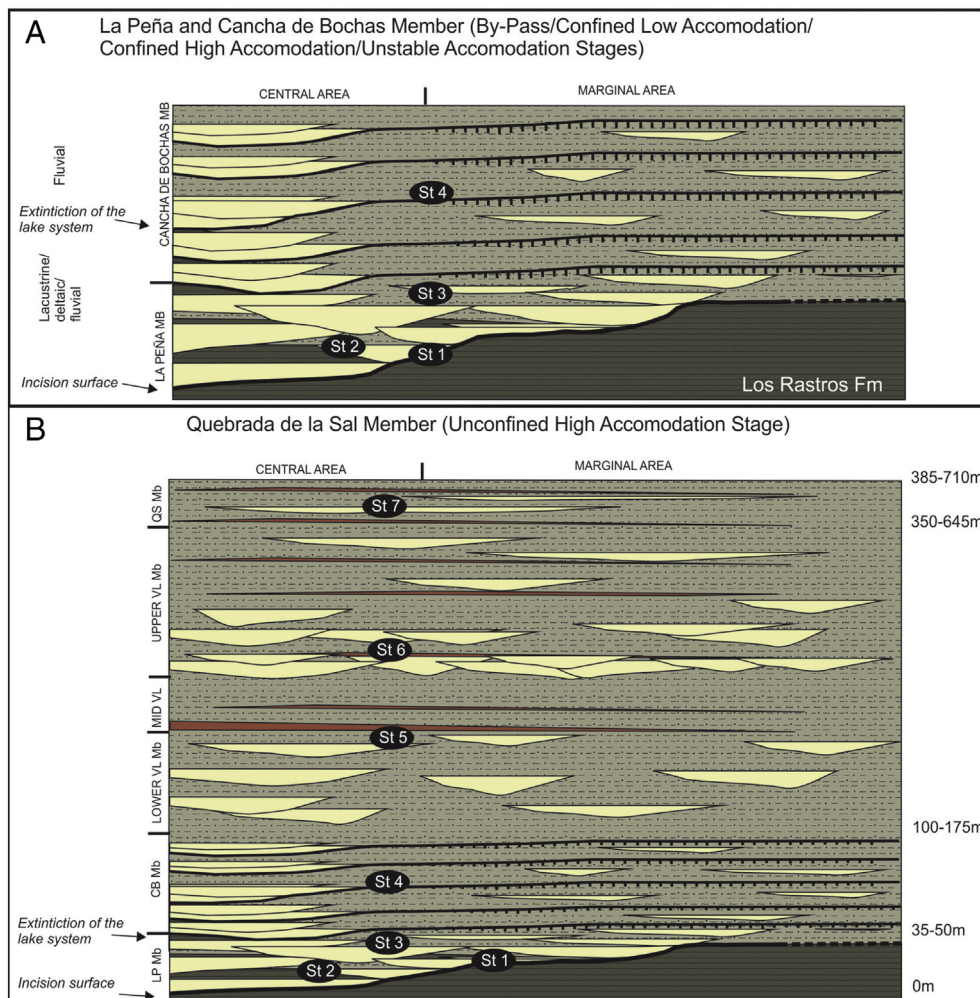 A
La Peña and Cancha de Bochas Member (By-Pass/Confined Low Accomodation/
Confined High Accomodation/Unstable Accomodation Stages)
CENTRAL AREA
MARGINAL AREA
CANCHA DE BOCHAS MB
Fluvial
St 4
Extintiction of the
lake system
Lacustrine/
deltaic/
fluvial
St 3
LA PEÑA MB
St 2
St 1
Incision surface
Los Rastros Fm
B
Quebrada de la Sal Member (Unconfined High Accomodation Stage)
CENTRAL AREA
MARGINAL AREA
385-710m
QS Mb
St 7
350-645m
UPPER VL Mb
St 6
MID VL
St 5
LOWER VL Mb
100-175m
CB Mb
St 4
Extintiction of the
lake system
35-50m
St 3
LP Mb
St 1
St 2
Incision surface
0m